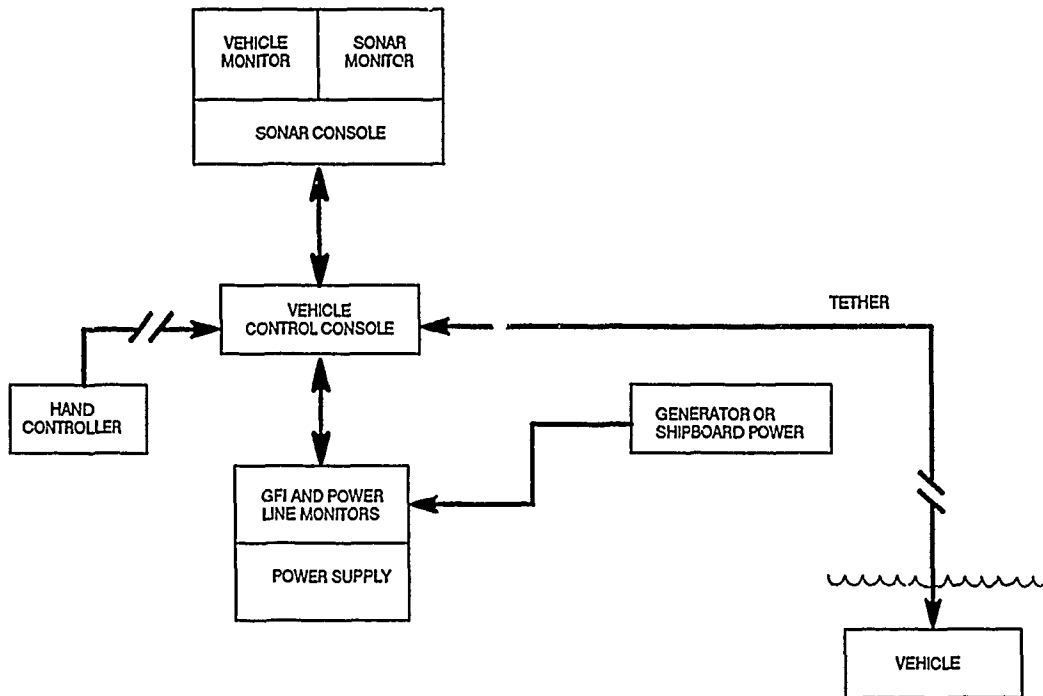 VEHICLE
MONITOR
SONAR
MONITOR
SONAR CONSOLE
VEHICLE
CONTROL CONSOLE
TETHER
HAND
CONTROLLER
GENERATOR OR
SHIPBOARD POWER
GFI AND POWER
LINE MONITORS
POWER SUPPLY
VEHICLE